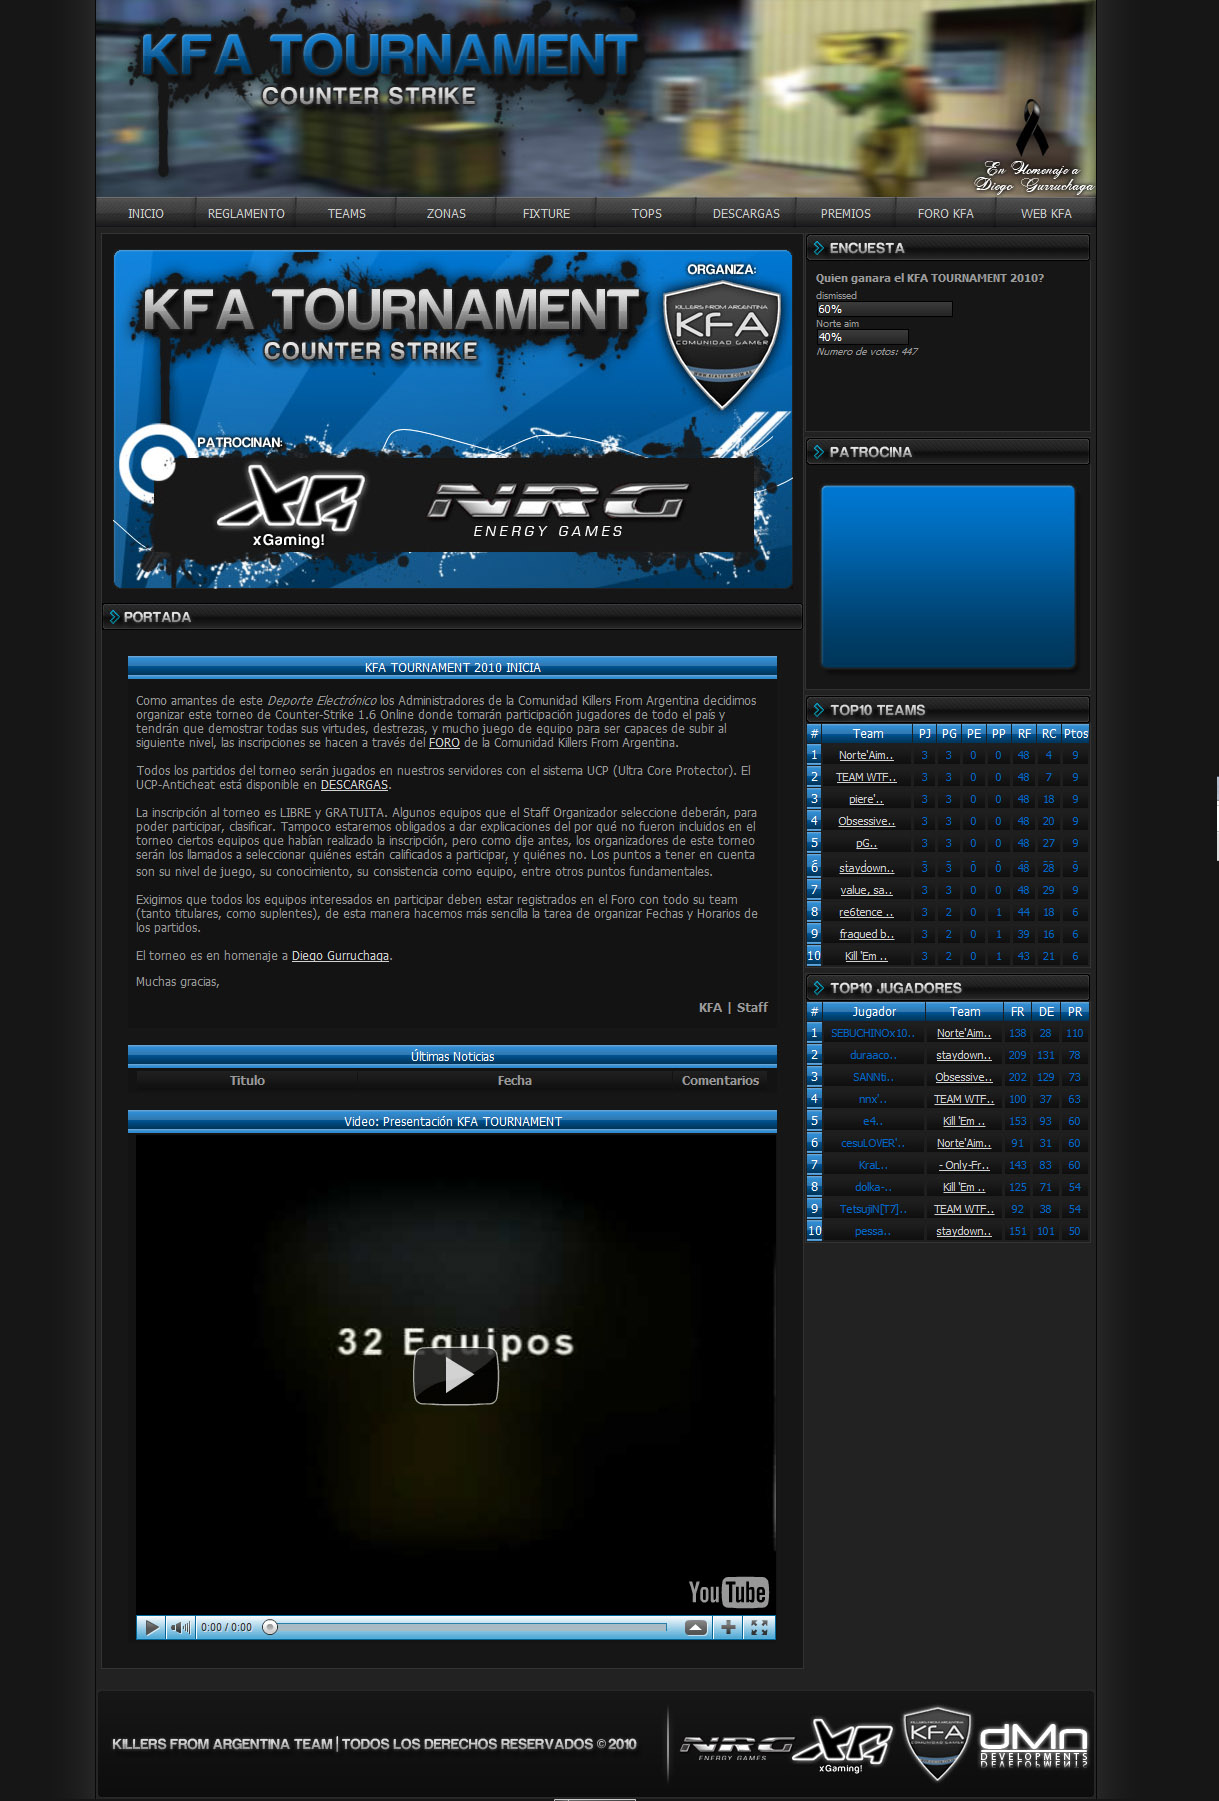 KFA TOURNAMENT
COUNTER STRIKE
En Homenaje a
Diego Gurruchaga
INICIO REGLAMENTO TEAMS ZONAS FIXTURE TOPS DESCARGAS PREMIOS FORO KFA WEB KFA
ORGANIZA:
KFA TOURNAMENT
COUNTER STRIKE
KILLERS FROM ARGENTINA
KFA
COMUNIDAD GAMER
PATROCINAN:
XG
xGaming!
NRG
ENERGY GAMES
PORTADA
KFA TOURNAMENT 2010 INICIA
Como amantes de este Deporte Electrónico los Administradores de la Comunidad Killers From Argentina decidimos
organizar este torneo de Counter-Strike 1.6 Online donde tomarán participación jugadores de todo el país y
tendrán que demostrar todas sus virtudes, destrezas, y mucho juego de equipo para ser capaces de subir al
siguiente nivel, las inscripciones se hacen a través del FORO de la Comunidad Killers From Argentina.
Todos los partidos del torneo serán jugados en nuestros servidores con el sistema UCP (Ultra Core Protector). El
UCP-Anticheat está disponible en DESCARGAS.
La inscripción al torneo es LIBRE y GRATUITA. Algunos equipos que el Staff Organizador seleccione deberán, para
poder participar, clasificar. Tampoco estaremos obligados a dar explicaciones del por qué no fueron incluidos en el
torneo ciertos equipos que habían realizado la inscripción, pero como dije antes, los organizadores de este torneo
serán los llamados a seleccionar quiénes están calificados a participar, y quiénes no. Los puntos a tener en cuenta
son su nivel de juego, su conocimiento, su consistencia como equipo, entre otros puntos fundamentales.
Exigimos que todos los equipos interesados en participar deben estar registrados en el Foro con todo su team
(tanto titulares, como suplentes), de esta manera hacemos más sencilla la tarea de organizar Fechas y Horarios de
los partidos.
El torneo es en homenaje a Diego Gurruchaga.
Muchas gracias,
KFA | Staff
Últimas Noticias
Titulo Fecha Comentarios
Video: Presentación KFA TOURNAMENT
32 Equipos
YouTube
0:00 / 0:00
ENCUESTA
Quien ganara el KFA TOURNAMENT 2010?
dismissed
60%
Norte aim
40%
Numero de votos: 447
PATROCINA
TOP10 TEAMS
# Team PJ PG PE PP RF RC Ptos
1 Norte'Aim.. 3 3 0 0 48 4 9
2 TEAM WTF.. 3 3 0 0 48 7 9
3 piere'.. 3 3 0 0 48 18 9
4 Obsessive.. 3 3 0 0 48 20 9
5 pG.. 3 3 0 0 48 27 9
6 staydown.. 3 3 0 0 48 28 9
7 value, sa.. 3 3 0 0 48 29 9
8 re6tence .. 3 2 0 1 44 18 6
9 fragued b.. 3 2 0 1 39 16 6
10 Kill 'Em .. 3 2 0 1 43 21 6
TOP10 JUGADORES
# Jugador Team FR DE PR
1 SEBUCHINOx10.. Norte'Aim.. 138 28 110
2 duraaco.. staydown.. 209 131 78
3 SANNti.. Obsessive.. 202 129 73
4 nnx'.. TEAM WTF.. 100 37 63
5 e4.. Kill 'Em .. 153 93 60
6 cesuLOVER'.. Norte'Aim.. 91 31 60
7 KraL.. - Only-Fr.. 143 83 60
8 dolka-.. Kill 'Em .. 125 71 54
9 TetsujiN[T7].. TEAM WTF.. 92 38 54
10 pessa.. staydown.. 151 101 50
KILLERS FROM ARGENTINA TEAM | TODOS LOS DERECHOS RESERVADOS © 2010
NRG
ENERGY GAMES
XG
xGaming!
KFA
COMUNIDAD GAMER
dMn
DEVELOPMENTS